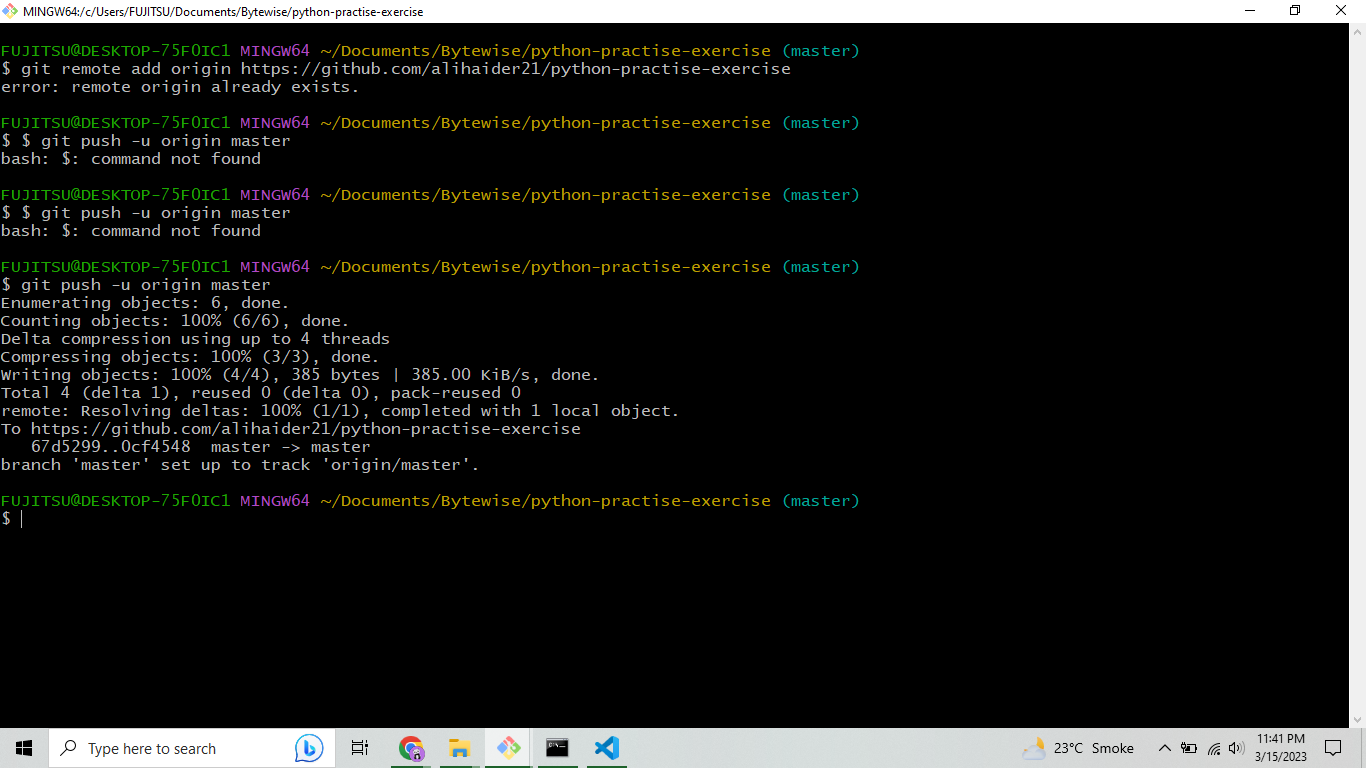 MINGW64:/c/Users/FUJITSU/Documents/Bytewise/python-practise-exercise
FUJITSU@DESKTOP-75F0IC1 MINGW64 ~/Documents/Bytewise/python-practise-exercise (master)
$ git remote add origin https://github.com/alihaider21/python-practise-exercise
error: remote origin already exists.
FUJITSU@DESKTOP-75F0IC1 MINGW64 ~/Documents/Bytewise/python-practise-exercise (master)
$ $ git push -u origin master
bash: $: command not found
FUJITSU@DESKTOP-75F0IC1 MINGW64 ~/Documents/Bytewise/python-practise-exercise (master)
$ $ git push -u origin master
bash: $: command not found
FUJITSU@DESKTOP-75F0IC1 MINGW64 ~/Documents/Bytewise/python-practise-exercise (master)
$ git push -u origin master
Enumerating objects: 6, done.
Counting objects: 100% (6/6), done.
Delta compression using up to 4 threads
Compressing objects: 100% (3/3), done.
Writing objects: 100% (4/4), 385 bytes | 385.00 KiB/s, done.
Total 4 (delta 1), reused 0 (delta 0), pack-reused 0
remote: Resolving deltas: 100% (1/1), completed with 1 local object.
To https://github.com/alihaider21/python-practise-exercise
   67d5299..0cf4548  master -> master
branch 'master' set up to track 'origin/master'.
FUJITSU@DESKTOP-75F0IC1 MINGW64 ~/Documents/Bytewise/python-practise-exercise (master)
$
Type here to search
23°C Smoke
11:41 PM
3/15/2023